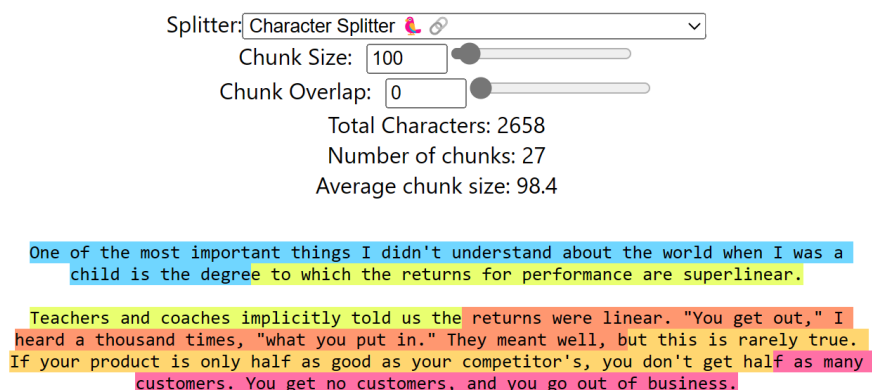 Splitter: Character Splitter 🦜 🔗
Chunk Size: 100
Chunk Overlap: 0
Total Characters: 2658
Number of chunks: 27
Average chunk size: 98.4
One of the most important things I didn't understand about the world when I was a
child is the degree to which the returns for performance are superlinear.
Teachers and coaches implicitly told us the returns were linear. "You get out," I
heard a thousand times, "what you put in." They meant well, but this is rarely true.
If your product is only half as good as your competitor's, you don't get half as many
customers. You get no customers, and you go out of business.